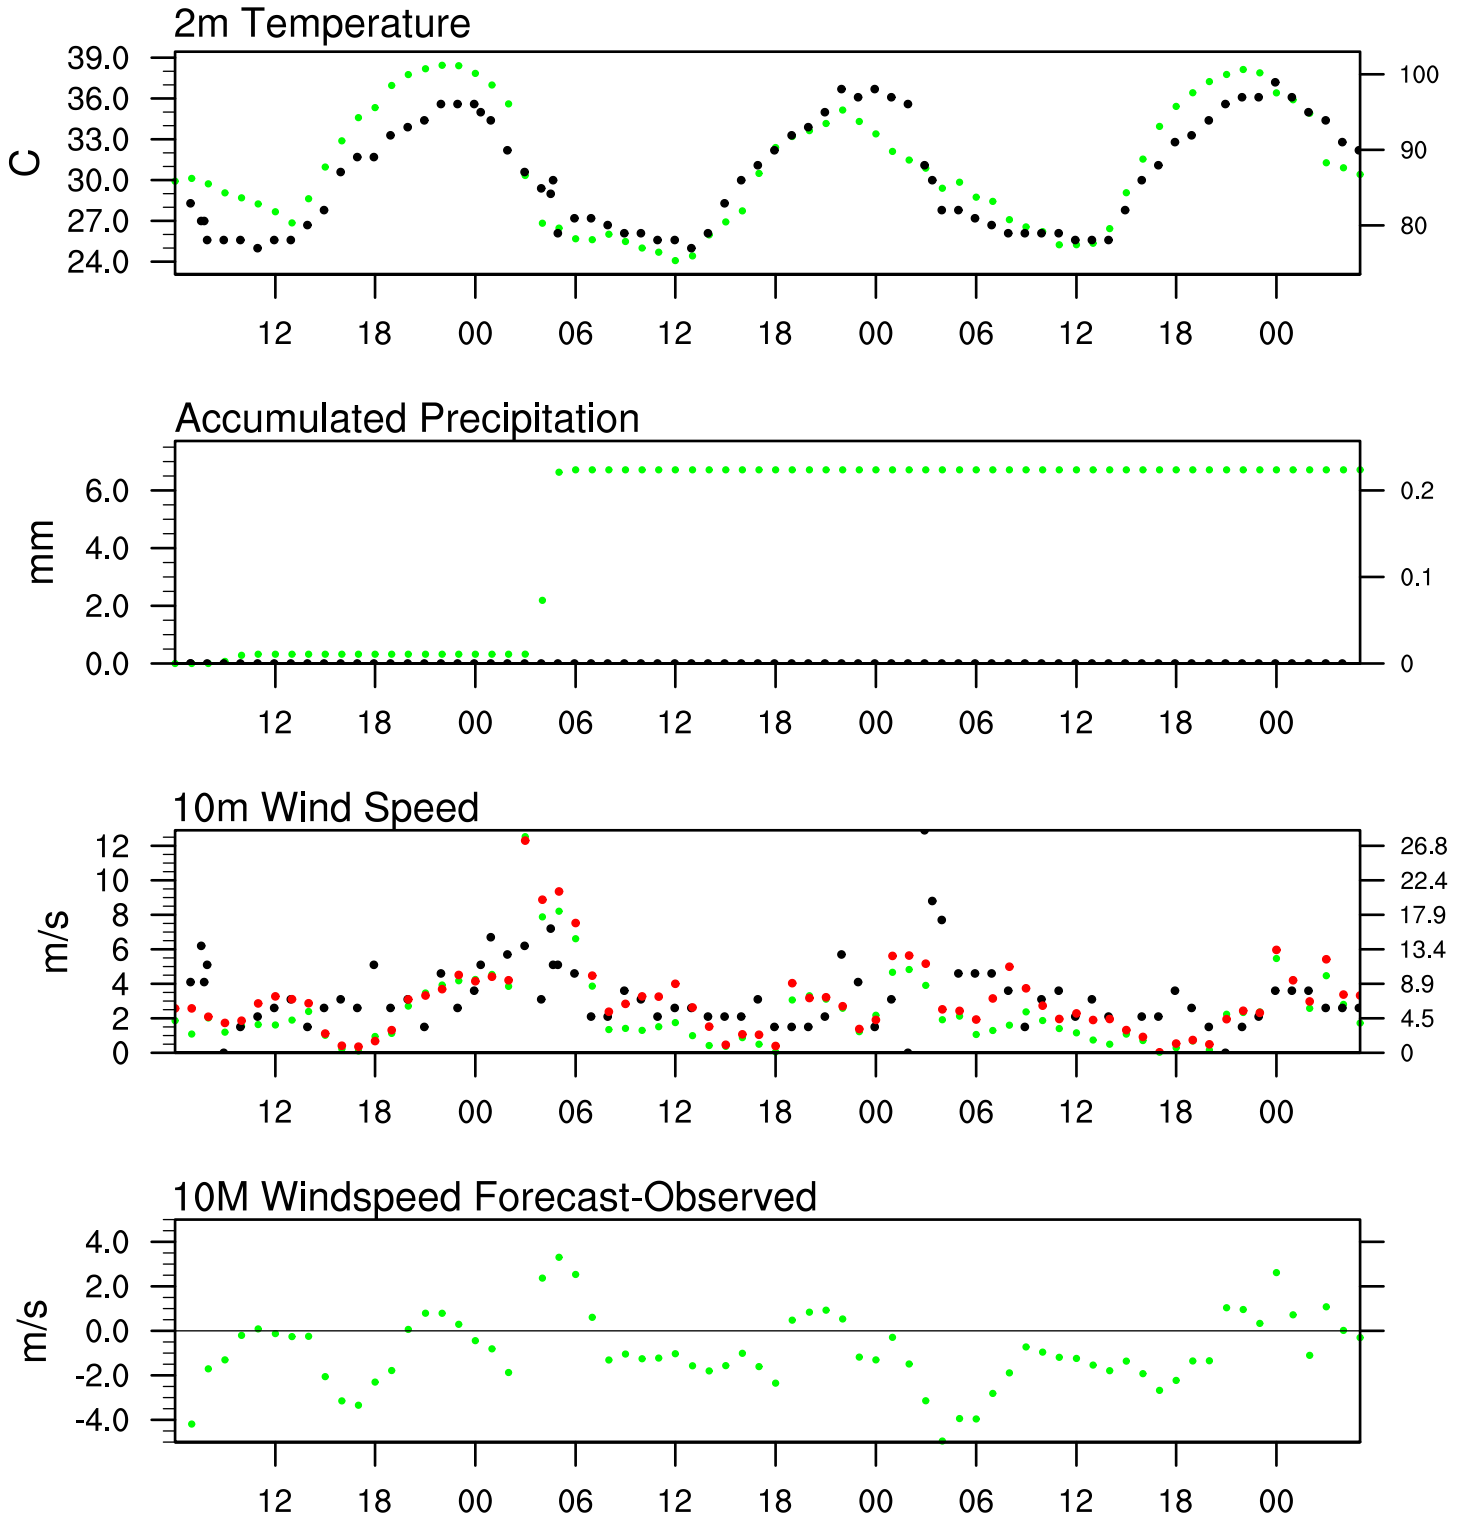 2m Temperature
39.0
36.0
33.0
30.0
27.0
24.0
C
100
90
80
12 18 00 06 12 18 00 06 12 18 00
Accumulated Precipitation
6.0
4.0
2.0
0.0
mm
0.2
0.1
0
12 18 00 06 12 18 00 06 12 18 00
10m Wind Speed
12
10
8
6
4
2
0
m/s
26.8
22.4
17.9
13.4
8.9
4.5
0
12 18 00 06 12 18 00 06 12 18 00
10M Windspeed Forecast-Observed
4.0
2.0
0.0
-2.0
-4.0
m/s
12 18 00 06 12 18 00 06 12 18 00